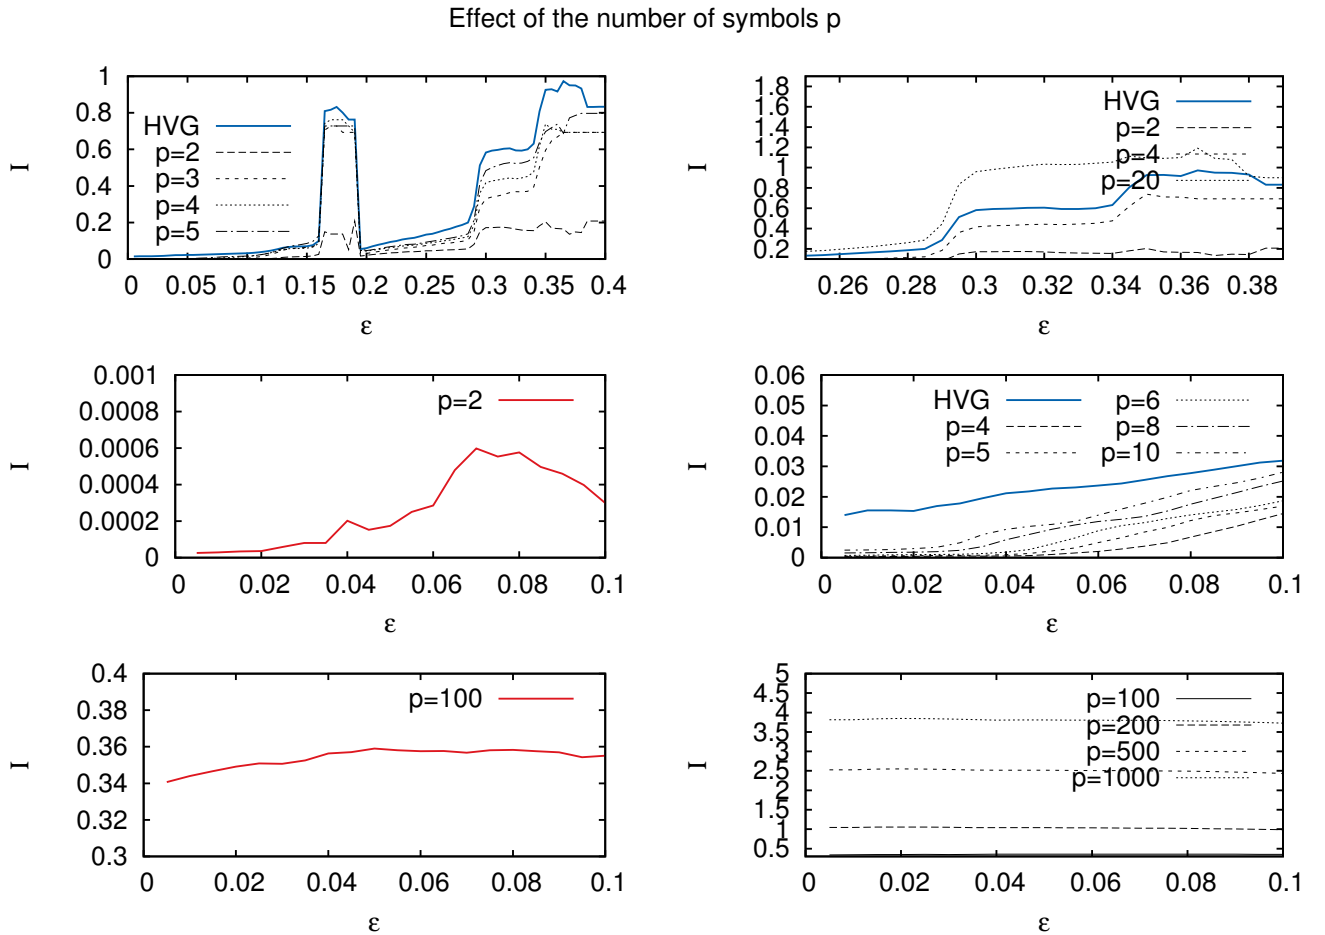 Effect of the number of symbols p
I
1
0.8
0.6
0.4
0.2
0
HVG
p=2
p=3
p=4
p=5
0 0.05 0.1 0.15 0.2 0.25 0.3 0.35 0.4
ε
I
1.8
1.6
1.4
1.2
1
0.8
0.6
0.4
0.2
HVG
p=2
p=4
p=20
0.26 0.28 0.3 0.32 0.34 0.36 0.38
ε
I
0.001
0.0008
0.0006
0.0004
0.0002
0
p=2
0 0.02 0.04 0.06 0.08 0.1
ε
I
0.06
0.05
0.04
0.03
0.02
0.01
0
HVG p=6
p=4 p=8
p=5 p=10
0 0.02 0.04 0.06 0.08 0.1
ε
I
0.4
0.38
0.36
0.34
0.32
0.3
p=100
0 0.02 0.04 0.06 0.08 0.1
ε
I
5
4.5
4
3.5
3
2.5
2
1.5
1
0.5
p=100
p=200
p=500
p=1000
0 0.02 0.04 0.06 0.08 0.1
ε